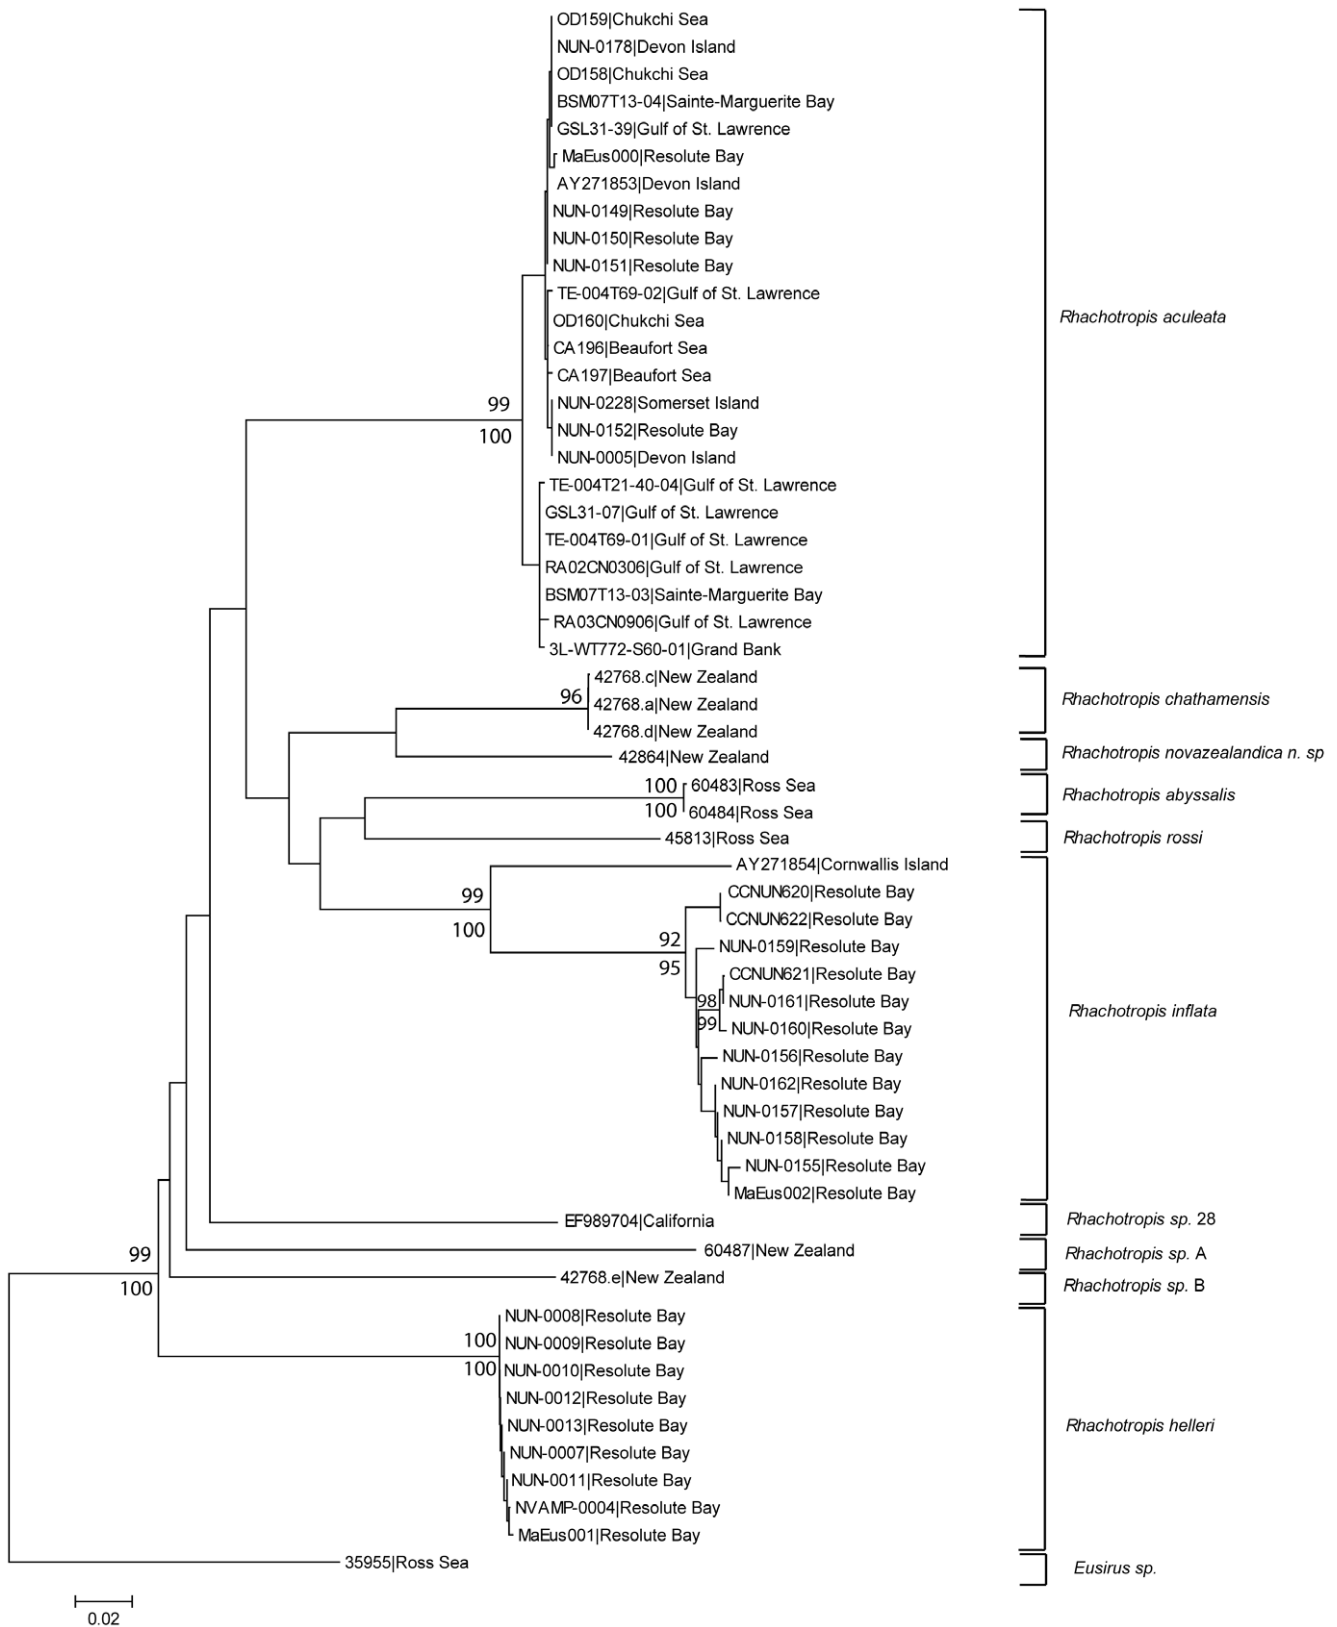 OD159|Chukchi Sea
NUN-0178|Devon Island
OD158|Chukchi Sea
BSM07T13-04|Sainte-Marguerite Bay
GSL31-39|Gulf of St. Lawrence
MaEus000|Resolute Bay
AY271853|Devon Island
NUN-0149|Resolute Bay
NUN-0150|Resolute Bay
NUN-0151|Resolute Bay
TE-004T69-02|Gulf of St. Lawrence
OD160|Chukchi Sea
Rhachotropis aculeata
CA196|Beaufort Sea
CA197|Beaufort Sea
99
NUN-0228|Somerset Island
100
NUN-0152|Resolute Bay
NUN-0005|Devon Island
TE-004T21-40-04|Gulf of St. Lawrence
GSL31-07|Gulf of St. Lawrence
TE-004T69-01|Gulf of St. Lawrence
RA02CN0306|Gulf of St. Lawrence
BSM07T13-03|Sainte-Marguerite Bay
RA03CN0906|Gulf of St. Lawrence
3L-WT772-S60-01|Grand Bank
42768.c|New Zealand
96
42768.a|New Zealand
Rhachotropis chathamensis
42768.d|New Zealand
42864|New Zealand
Rhachotropis novazealandica n. sp
100
60483|Ross Sea
Rhachotropis abyssalis
100
60484|Ross Sea
45813|Ross Sea
Rhachotropis rossi
AY271854|Cornwallis Island
99
CCNUN620|Resolute Bay
100
CCNUN622|Resolute Bay
92
NUN-0159|Resolute Bay
95
CCNUN621|Resolute Bay
98
NUN-0161|Resolute Bay
Rhachotropis inflata
99
NUN-0160|Resolute Bay
NUN-0156|Resolute Bay
NUN-0162|Resolute Bay
NUN-0157|Resolute Bay
NUN-0158|Resolute Bay
NUN-0155|Resolute Bay
MaEus002|Resolute Bay
EF989704|California
Rhachotropis sp. 28
60487|New Zealand
Rhachotropis sp. A
99
100
42768.e|New Zealand
Rhachotropis sp. B
NUN-0008|Resolute Bay
100
NUN-0009|Resolute Bay
100
NUN-0010|Resolute Bay
NUN-0012|Resolute Bay
NUN-0013|Resolute Bay
Rhachotropis helleri
NUN-0007|Resolute Bay
NUN-0011|Resolute Bay
NVAMP-0004|Resolute Bay
MaEus001|Resolute Bay
35955|Ross Sea
Eusirus sp.
0.02